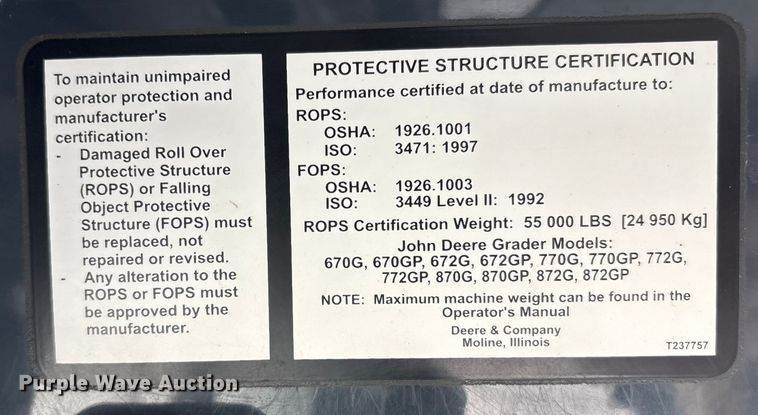 To maintain unimpaired
operator protection and
manufacturer's
certification:
- Damaged Roll Over
Protective Structure
(ROPS) or Falling
Object Protective
Structure (FOPS) must
be replaced, not
repaired or revised.
- Any alteration to the
ROPS or FOPS must
be approved by the
manufacturer.
PROTECTIVE STRUCTURE CERTIFICATION
Performance certified at date of manufacture to:
ROPS:
OSHA: 1926.1001
ISO: 3471: 1997
FOPS:
OSHA: 1926.1003
ISO: 3449 Level II: 1992
ROPS Certification Weight: 55 000 LBS [24 950 Kg]
John Deere Grader Models:
670G, 670GP, 672G, 672GP, 770G, 770GP, 772G,
772GP, 870G, 870GP, 872G, 872GP
NOTE: Maximum machine weight can be found in the
Operator's Manual
Deere & Company
Moline, Illinois
T237757
Purple Wave Auction